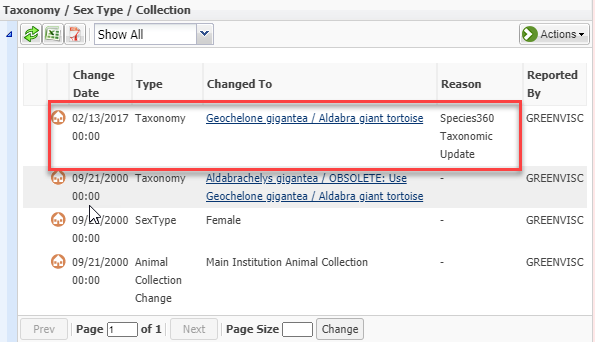 Taxonomy / Sex Type / Collection
Show All
Actions
Change Date Type Changed To Reason Reported By
02/13/2017 00:00 Taxonomy Geochelone gigantea / Aldabra giant tortoise Species360 Taxonomic Update GREENVISC
09/21/2000 00:00 Taxonomy Aldabrachelys gigantea / OBSOLETE: Use Geochelone gigantea / Aldabra giant tortoise - GREENVISC
09/21/2000 00:00 SexType Female - GREENVISC
09/21/2000 00:00 Animal Collection Change Main Institution Animal Collection - GREENVISC
Prev Page 1 of 1 Next Page Size Change